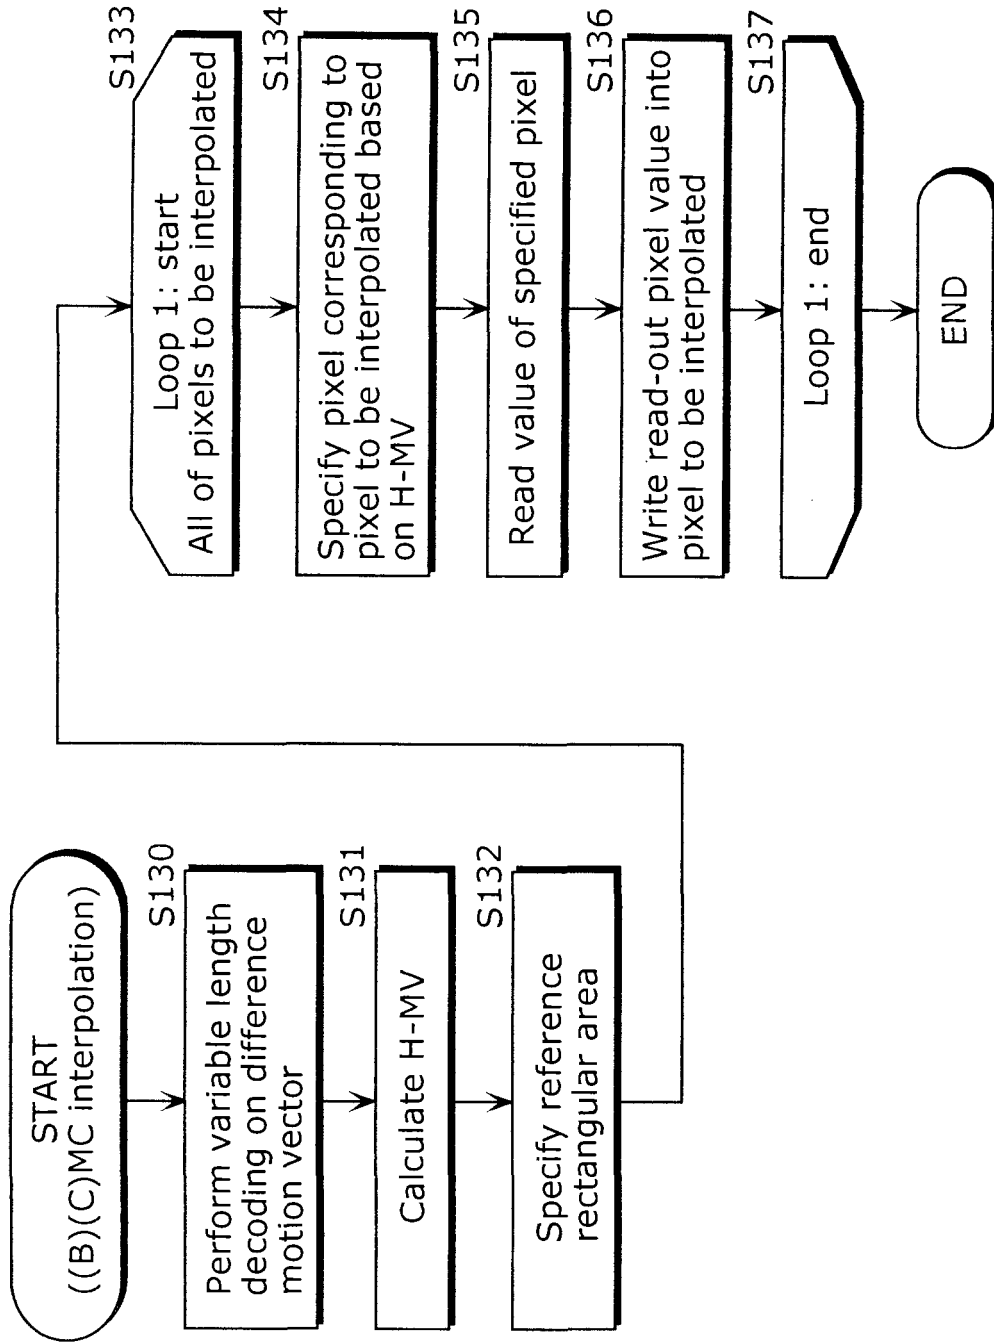 START
((B)(C)MC interpolation)
S130
Perform variable length
decoding on difference
motion vector
S131
Calculate H-MV
S132
Specify reference
rectangular area
S133
Loop 1: start
All of pixels to be interpolated
S134
Specify pixel corresponding to
pixel to be interpolated based
on H-MV
S135
Read value of specified pixel
S136
Write read-out pixel value into
pixel to be interpolated
S137
Loop 1: end
END